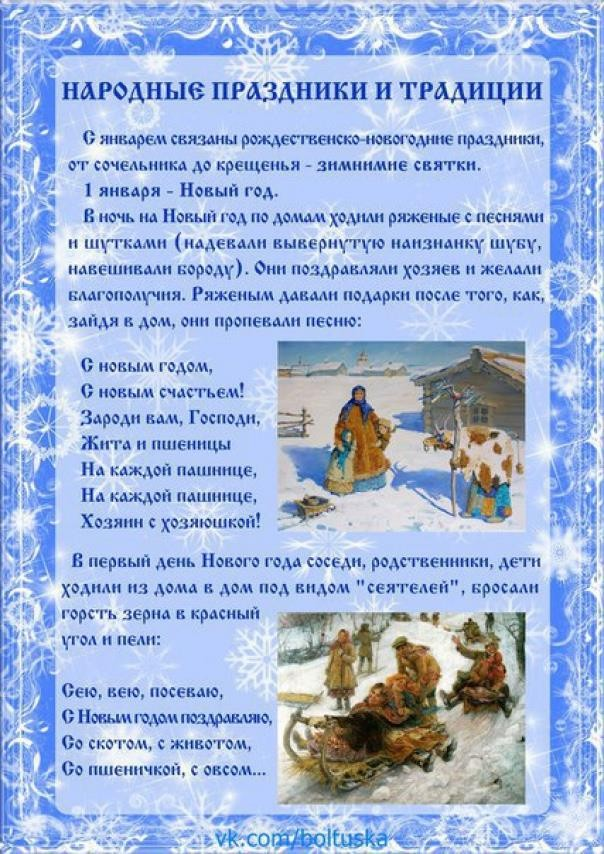 НАРОДНЫЕ ПРАЗДНИКИ И ТРАДИЦИИ
С январем связаны рождественско-новогодние праздники,
от сочельника до крещенья - зимнимие святки.
1 января - Новый год.
В ночь на Новый год по домам ходили ряженые с песнями
и шутками (надевали вывернутую наизнанку шубу,
навешивали бороду). Они поздравляли хозяев и желали
благополучия. Ряженым давали подарки после того, как,
зайдя в дом, они пропевали песню:
С новым годом,
С новым счастьем!
Зароди вам, Господи,
Жита и пшеницы
На каждой пашнице,
На каждой пашнице,
Хозяин с хозяюшкой!
В первый день Нового года соседи, родственники, дети
ходили из дома в дом под видом "сеятелей", бросали
горсть зерна в красный
угол и пели:
Сею, вею, посеваю,
С Новым годом поздравляю,
Со скотом, с животом,
Со пшеничкой, с овсом...
vk.com/boltuska